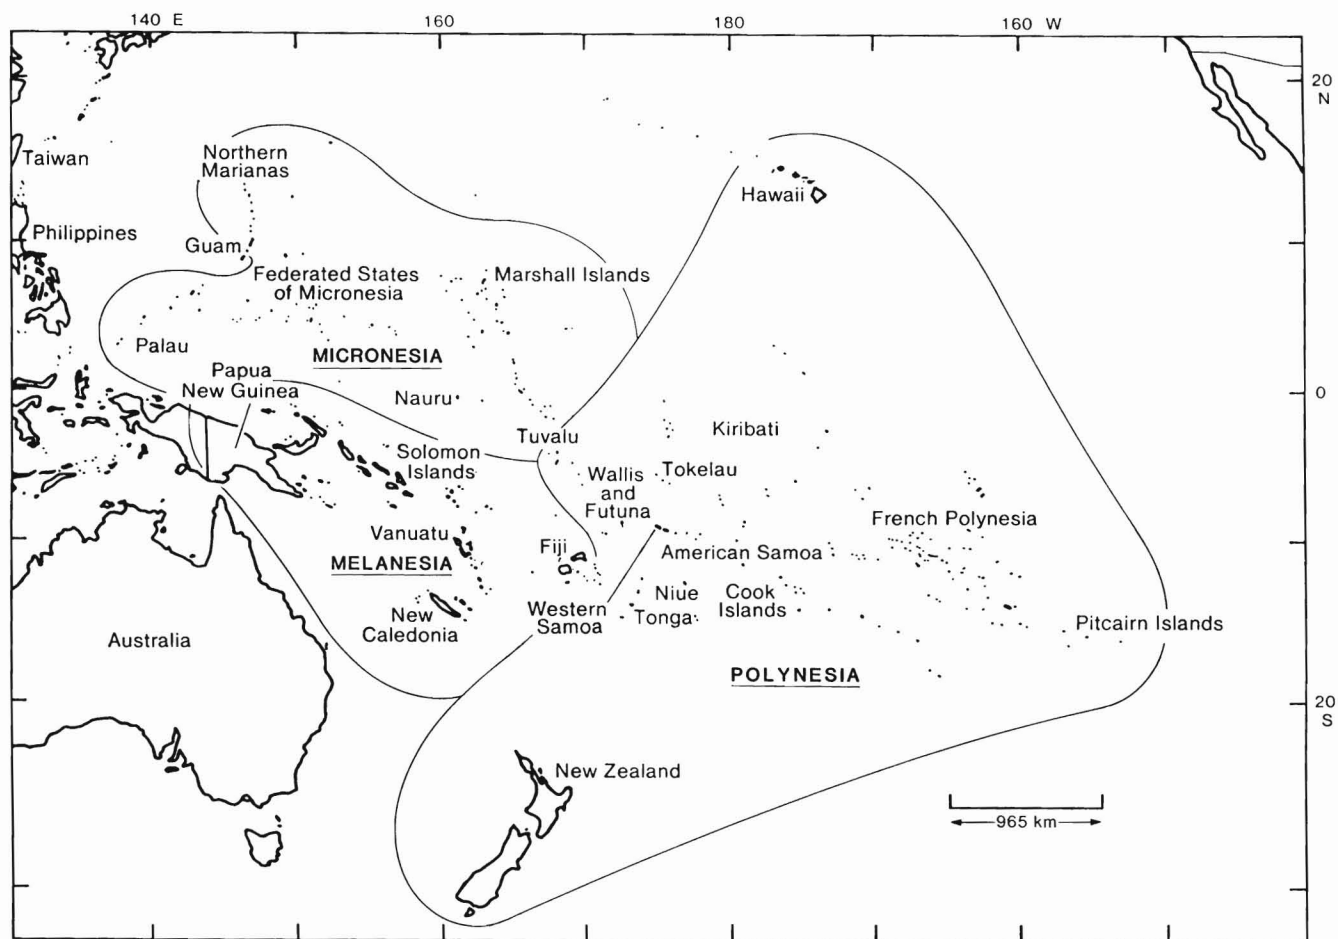 140 E
160
180
160 W
20
N
Taiwan
Northern
Marianas
Hawaii
Philippines
Guam
Federated States
of Micronesia
Marshall Islands
Palau
MICRONESIA
Papua
New Guinea
Nauru
0
Tuvalu
Kiribati
Solomon
Islands
Wallis
and
Futuna
Tokelau
French Polynesia
Vanuatu
Fiji
American Samoa
MELANESIA
Niue
Cook
Islands
New
Caledonia
Western
Samoa
Tonga
Pitcairn Islands
Australia
POLYNESIA
20
S
New Zealand
965 km